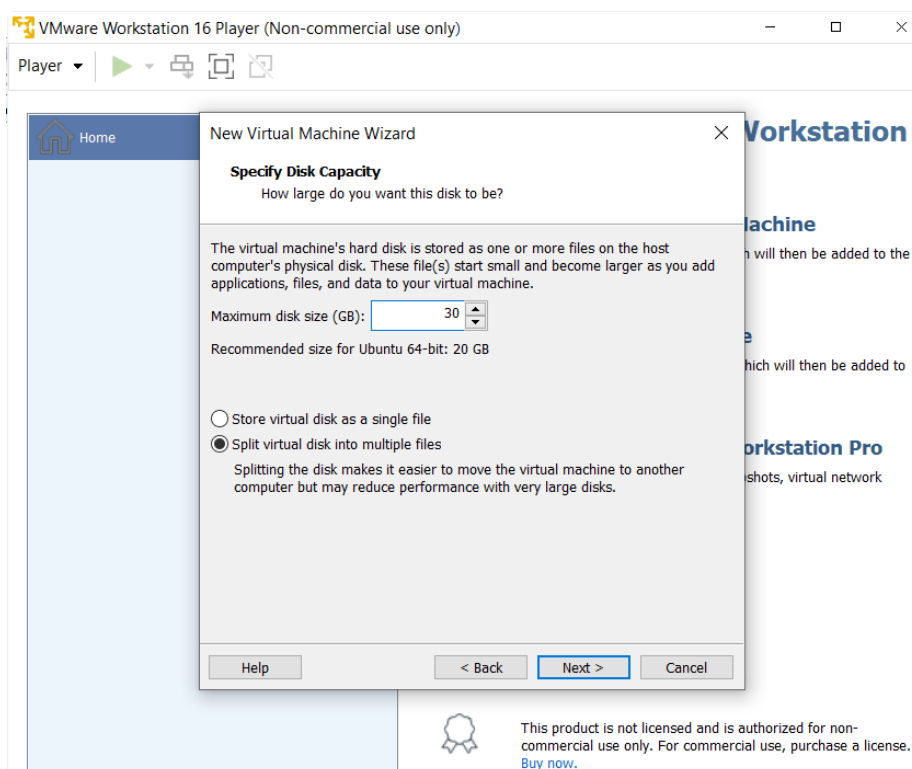 VMware Workstation 16 Player (Non-commercial use only)
Player
Home
New Virtual Machine Wizard
Specify Disk Capacity
How large do you want this disk to be?
The virtual machine's hard disk is stored as one or more files on the host
computer's physical disk. These file(s) start small and become larger as you add
applications, files, and data to your virtual machine.
Maximum disk size (GB): 30
Recommended size for Ubuntu 64-bit: 20 GB
Store virtual disk as a single file
Split virtual disk into multiple files
Splitting the disk makes it easier to move the virtual machine to another
computer but may reduce performance with very large disks.
Help
< Back
Next >
Cancel
Workstation
will then be added to the
will then be added to
Pro
virtual network
This product is not licensed and is authorized for non-
commercial use only. For commercial use, purchase a license.
Buy now.